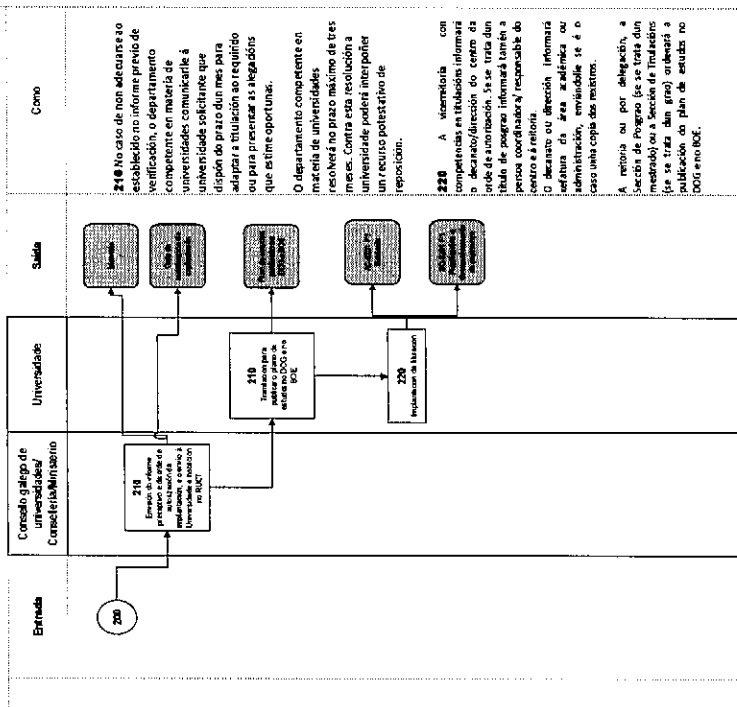 Entrada
Consello galego de
universidades/
Consellería/Ministerio
Universidade
Saída
Como
200
210
Emisión do informe
preceptivo e da orde de
autorización da
implantación, e envío á
Universidade e notación
no RUCT
210
Tramitación para
publicar o plano de
estudos no DOG e no
BOE
220
Implantación da titulación
210 No caso de non adecuarse ao
establecido no informe previo de
verificación, o departamento
competente en materia de
universidades comunicarlle á
universidade solicitante que
dispón do prazo dun mes para
adaptar a titulación ao requirido
ou para presentar as alegacións
que estime oportunas.
O departamento competente en
materia de universidades
resolverá no prazo máximo de tres
meses. Contra esta resolución a
universidade poderá interpoñer
un recurso potestativo de
reposición.
220 A vicerreitoría con
competencias en titulacións informará
o decanato/dirección do centro da
orde de autorización. Se se trata dun
título de posgrao informará tamén a
persoa coordinadora/ responsable do
centro e á reitoría.
O decanato ou dirección informará
xefatura da área académica ou
administración, enviándolle se é o
caso unha copia dos rexistros.
A reitoría ou por delegación, a
Sección de Posgrao (se se trata dun
mestrado) ou a Sección de Titulacións
(se se trata dun grao) ordenará a
publicación do plan de estudos no
DOG e no BOE.